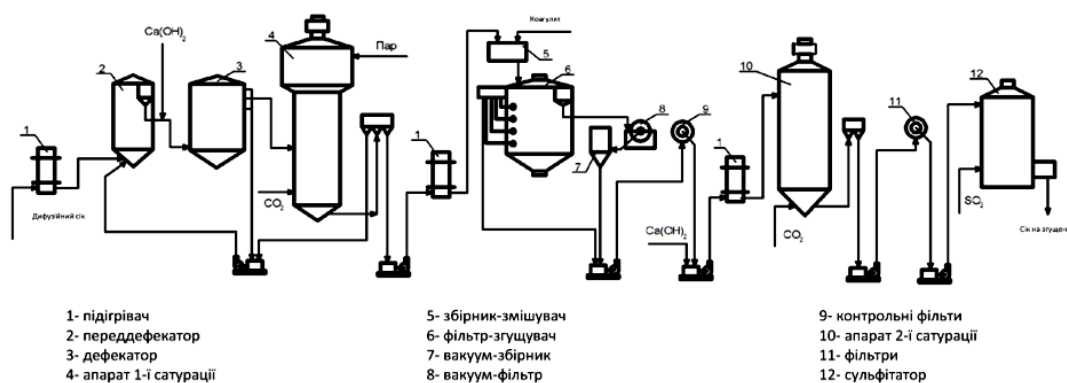 Ca(OH)₂
Коагулят
4
Пар
5
2
3
6
10
12
1
8
9
11
1
7
1
CO₂
Ca(OH)₂
SO₂
Дифузійний сік
CO₂
Сік на згущен
1- підігрівач
2- переддефекатор
3- дефекатор
4- апарат 1-ї сатурації
5- збірник-змішувач
6- фільтр-згущувач
7- вакуум-збірник
8- вакуум-фільтр
9- контрольні фільти
10- апарат 2-ї сатурації
11- фільтри
12- сульфітатор